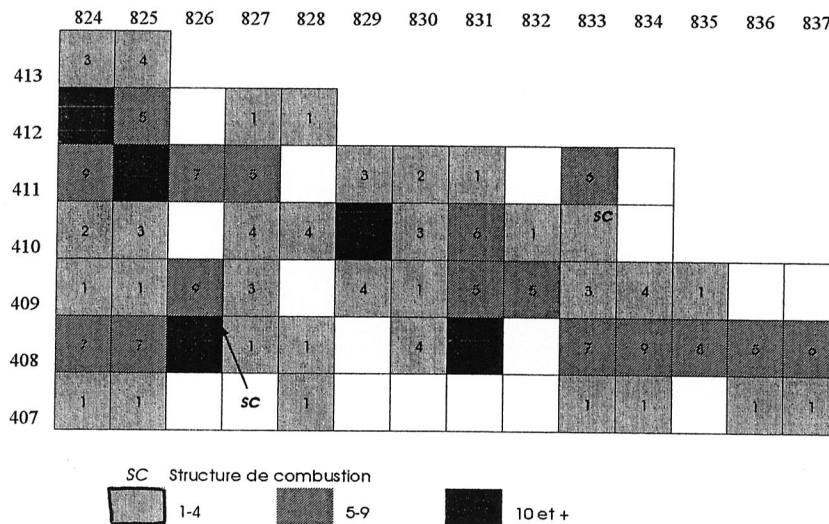 824 825 826 827 828 829 830 831 832 833 834 835 836 837
413 3 4
412 5 1 1
411 9 7 5 3 2 1 6
SC
410 2 3 4 4 3 6 1
409 1 1 6 3 4 1 5 5 3 4 1
408 7 7 1 1 4 7 9 8 5 6
407 1 1 SC 1 1 1 1 1
SC Structure de combustion
1-4 5-9 10 et +